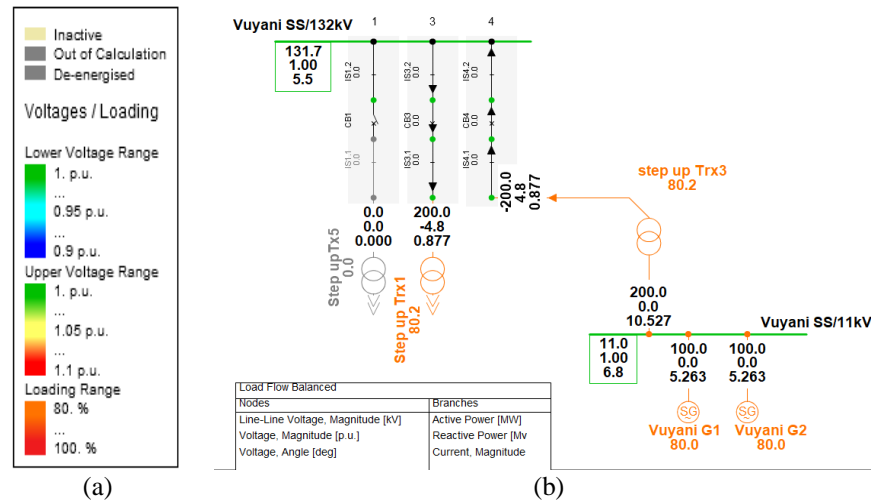 Inactive
Out of Calculation
De-energised
Voltages / Loading
Lower Voltage Range
1. p.u.
...
0.95 p.u.
...
0.9 p.u.
Upper Voltage Range
1. p.u.
...
1.05 p.u.
...
1.1 p.u.
Loading Range
80. %
...
100. %
(a)
Vuyani SS/132kV
1 3 4
131.7
1.00
5.5
IS1.2
0.0
IS3.2
0.0
IS4.2
0.0
CB1
CB3
0.0
CB4
0.0
IS1.1
0.0
IS3.1
0.0
IS4.1
0.0
-200.0
4.8
0.877
step up Trx3
80.2
0.0
0.0
0.000
200.0
-4.8
0.877
Step upTx5
0.0
Step up Trx1
80.2
200.0
0.0
10.527
Vuyani SS/11kV
11.0
1.00
6.8
100.0
0.0
5.263
100.0
0.0
5.263
SG
SG
Vuyani G1
80.0
Vuyani G2
80.0
Load Flow Balanced
Nodes Branches
Line-Line Voltage, Magnitude [kV] Active Power [MW]
Voltage, Magnitude [p.u.] Reactive Power [Mv
Voltage, Angle [deg] Current, Magnitude
(b)